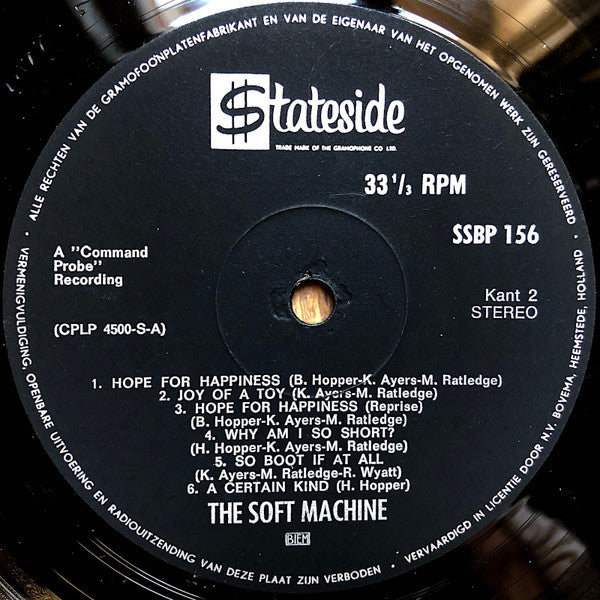 ALLE RECHTEN VAN DE GRAMOFOONPLATENFABRIKANT EN VAN DE EIGENAAR VAN HET OPGENOMEN WERK ZIJN GERESERVEERD •
$tateside
TRADE MARK OF THE GRAMOPHONE CO LTD.
33 1/3 RPM
SSBP 156
A "Command
Probe"
Recording
Kant 2
STEREO
(CPLP 4500-S-A)
1. HOPE FOR HAPPINESS (B. Hopper-K. Ayers-M. Ratledge)
2. JOY OF A TOY (K. Ayers-M. Ratledge)
3. HOPE FOR HAPPINESS (Reprise)
(B. Hopper-K. Ayers-M. Ratledge)
4. WHY AM I SO SHORT?
(H. Hopper-K. Ayers-M. Ratledge)
5. SO BOOT IF AT ALL
(K. Ayers-M. Ratledge-R. Wyatt)
6. A CERTAIN KIND (H. Hopper)
THE SOFT MACHINE
BIEM
• VERMENIGVULDIGING, OPENBARE UITVOERING EN RADIOUITZENDING VAN DEZE PLAAT ZIJN VERBODEN •
VERVAARDIGD IN LICENTIE DOOR N.V. BOVEMA, HEEMSTEDE, HOLLAND •